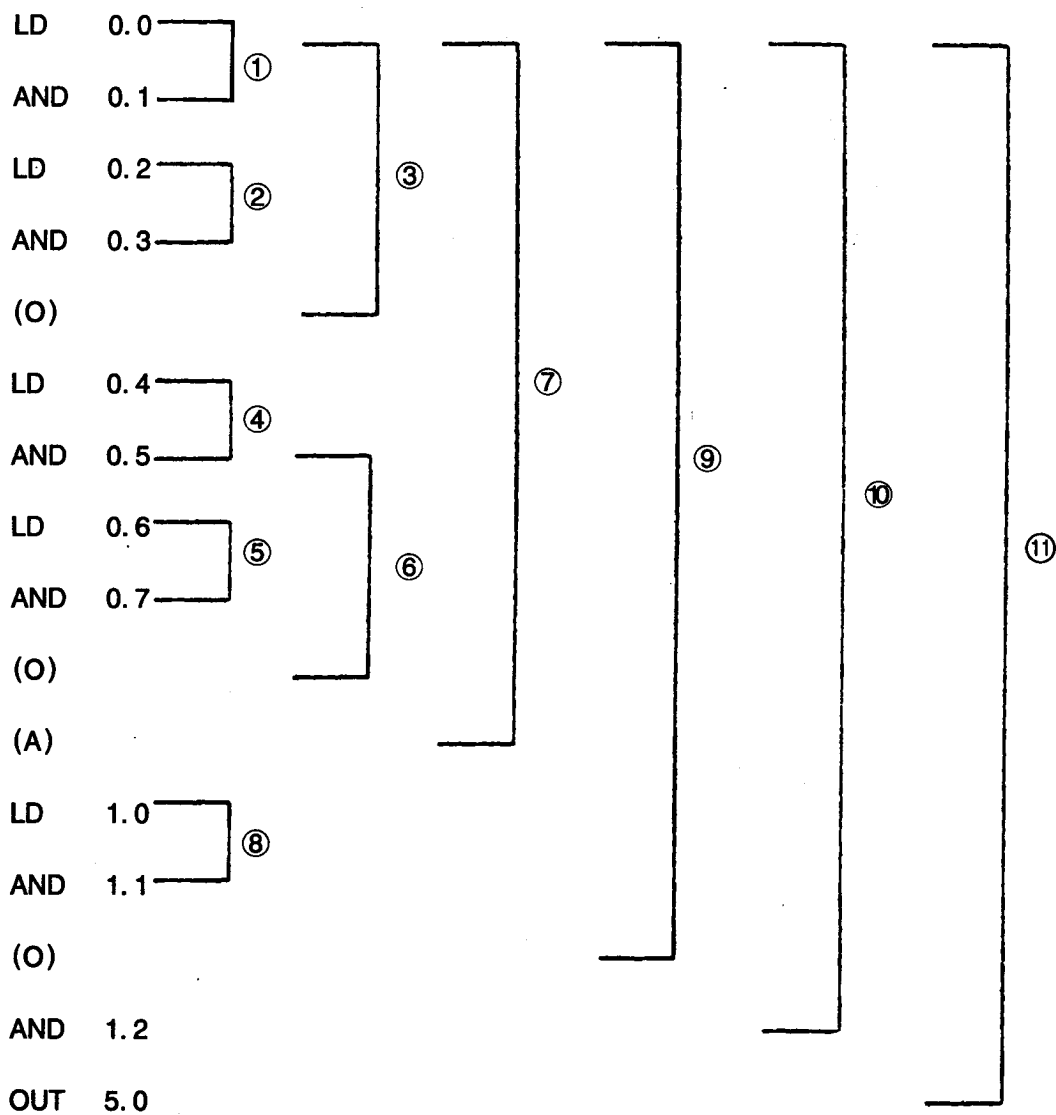 LD 0.0
①
AND 0.1
LD 0.2
③
②
AND 0.3
(O)
LD 0.4
⑦
④
AND 0.5
⑨
⑩
LD 0.6
⑤
⑥
⑪
AND 0.7
(O)
(A)
LD 1.0
⑧
AND 1.1
(O)
AND 1.2
OUT 5.0